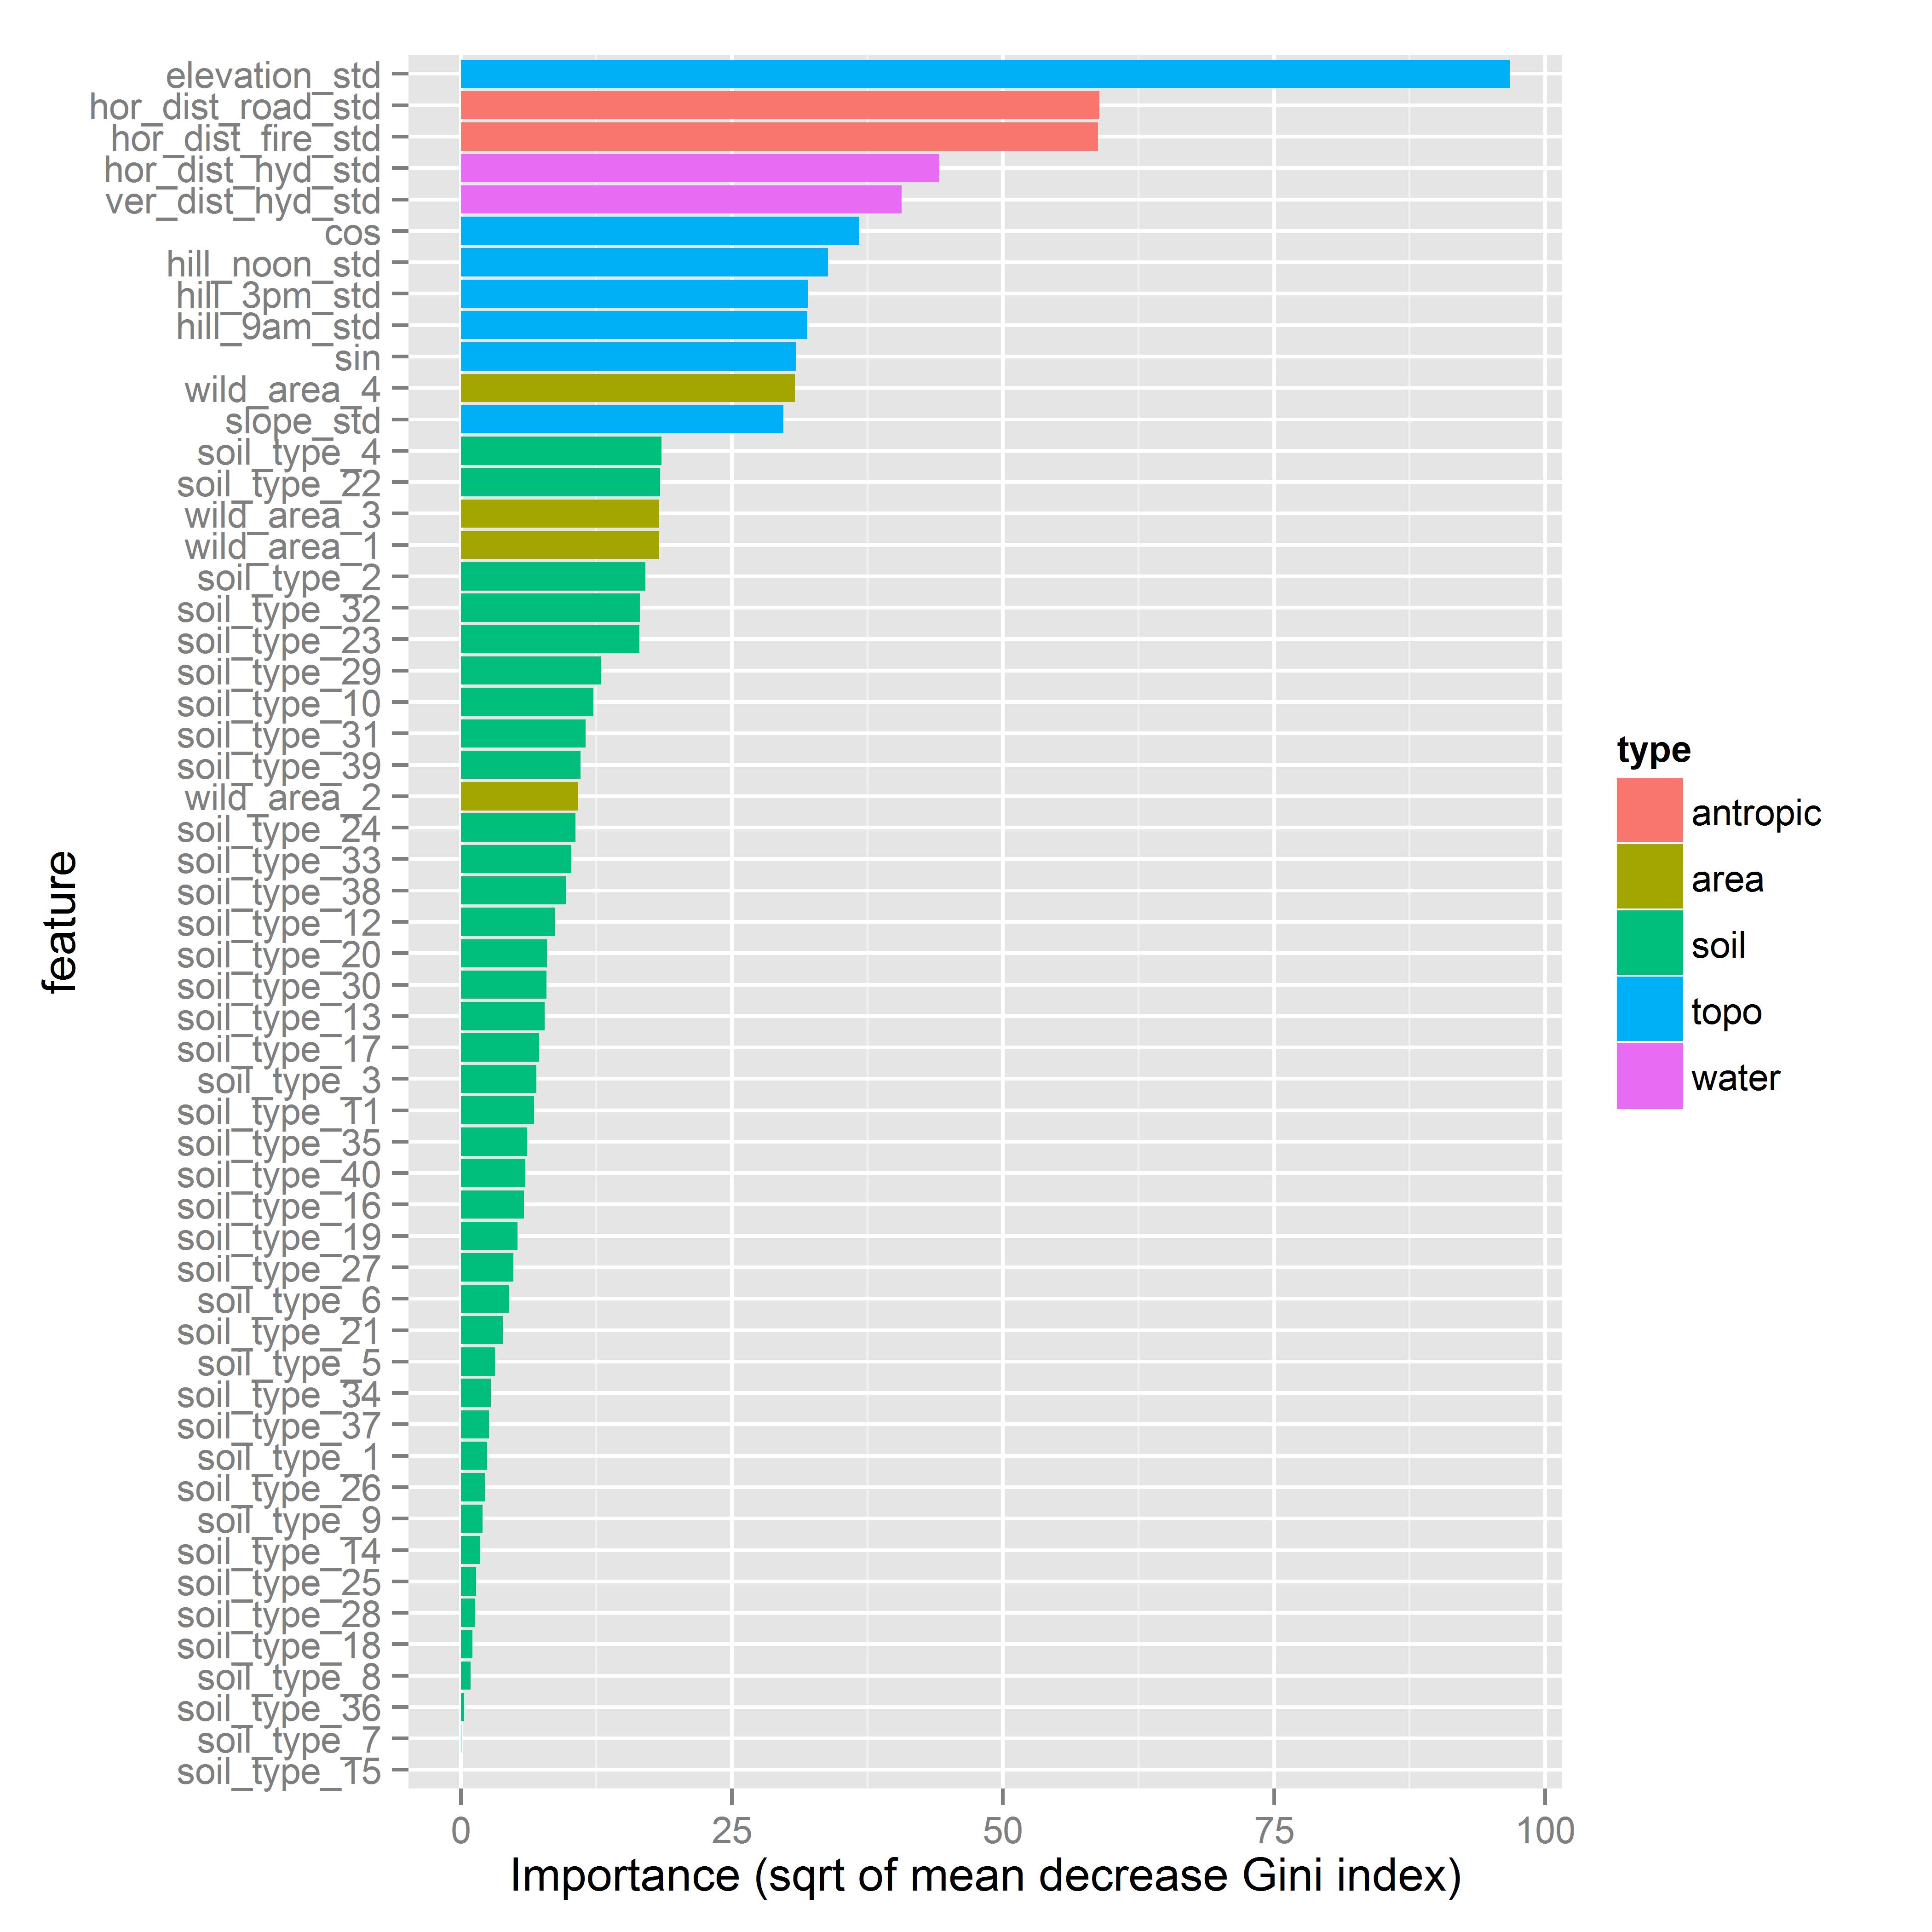 elevation_std
hor_dist_road_std
hor_dist_fire_std
hor_dist_hyd_std
ver_dist_hyd_std
cos
hill_noon_std
hill_3pm_std
hill_9am_std
sin
wild_area_4
slope_std
soil_type_4
soil_type_22
wild_area_3
wild_area_1
soil_type_2
soil_type_32
soil_type_23
soil_type_29
soil_type_10
soil_type_31
soil_type_39
wild_area_2
soil_type_24
soil_type_33
soil_type_38
soil_type_12
soil_type_20
soil_type_30
soil_type_13
soil_type_17
soil_type_3
soil_type_11
soil_type_35
soil_type_40
soil_type_16
soil_type_19
soil_type_27
soil_type_6
soil_type_21
soil_type_5
soil_type_34
soil_type_37
soil_type_1
soil_type_26
soil_type_9
soil_type_14
soil_type_25
soil_type_28
soil_type_18
soil_type_8
soil_type_36
soil_type_7
soil_type_15
feature
0 25 50 75 100
Importance (sqrt of mean decrease Gini index)
type
antropic
area
soil
topo
water